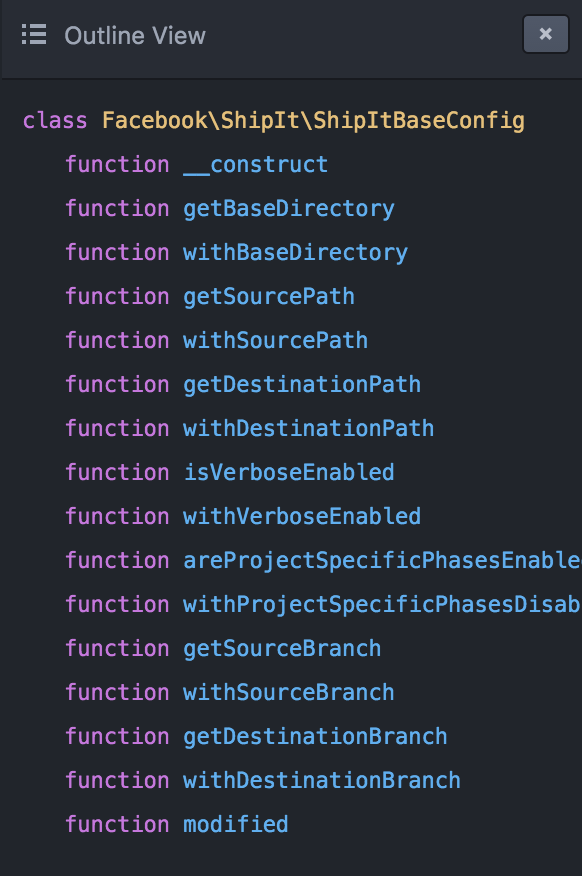 Outline View
class Facebook\ShipIt\ShipItBaseConfig
function __construct
function getBaseDirectory
function withBaseDirectory
function getSourcePath
function withSourcePath
function getDestinationPath
function withDestinationPath
function isVerboseEnabled
function withVerboseEnabled
function areProjectSpecificPhasesEnable
function withProjectSpecificPhasesDisab
function getSourceBranch
function withSourceBranch
function getDestinationBranch
function withDestinationBranch
function modified